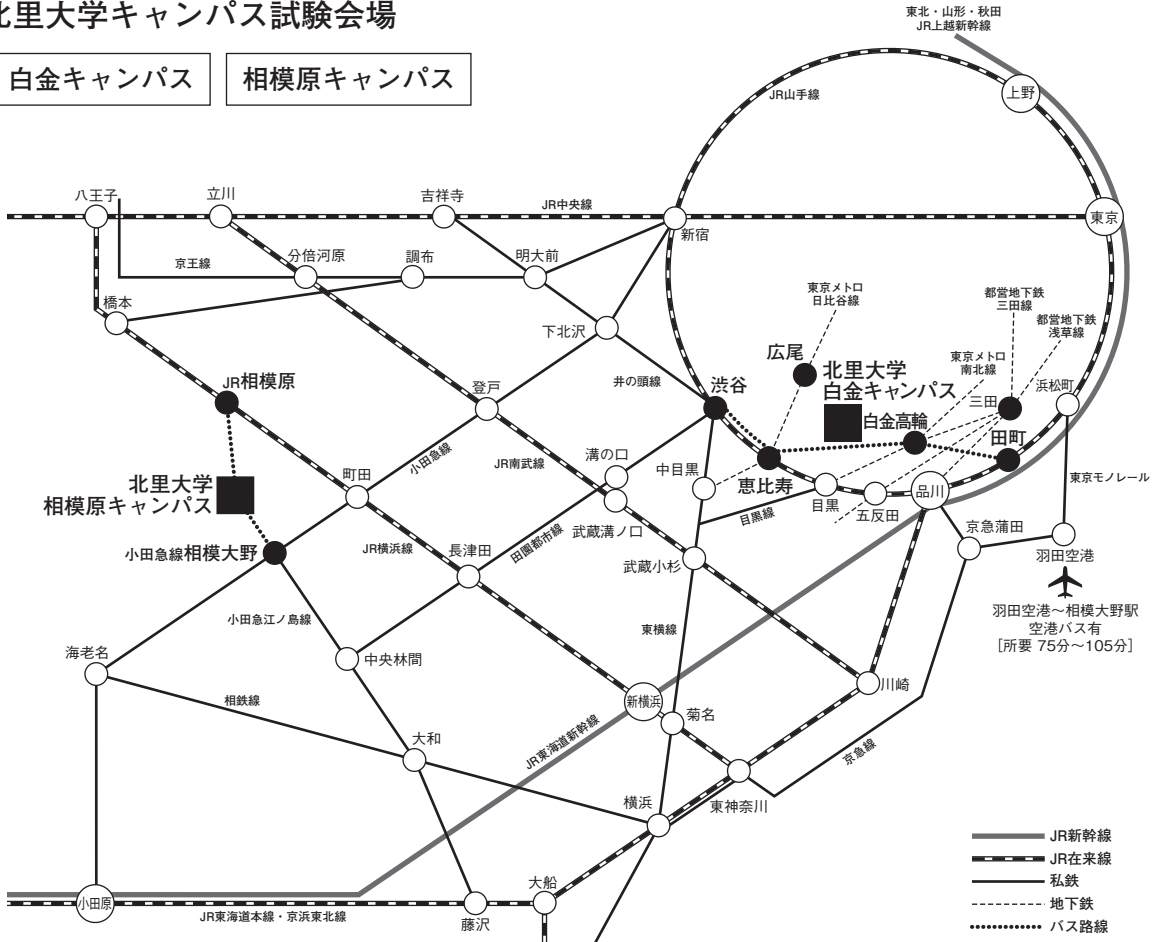 北里大学キャンパス試験会場
白金キャンパス
相模原キャンパス
東北・山形・秋田
JR上越新幹線
JR山手線
上野
八王子
立川
吉祥寺
JR中央線
新宿
東京
京王線
分倍河原
調布
明大前
橋本
下北沢
東京メトロ
日比谷線
都営地下鉄
三田線
都営地下鉄
浅草線
東京メトロ
南北線
広尾
北里大学
白金キャンパス
白金高輪
三田
浜松町
田町
JR相模原
登戸
井の頭線
渋谷
小田急線
JR南武線
溝の口
中目黒
恵比寿
目黒
五反田
品川
東京モノレール
北里大学
相模原キャンパス
町田
武蔵溝ノ口
目黒線
京急蒲田
羽田空港
小田急線相模大野
JR横浜線
長津田
田園都市線
武蔵小杉
羽田空港〜相模大野駅
空港バス有
［所要 75分〜105分］
小田急江ノ島線
東横線
海老名
中央林間
川崎
相鉄線
新横浜
菊名
JR東海道新幹線
京急線
大和
横浜
東神奈川
小田原
JR東海道本線・京浜東北線
藤沢
大船
JR新幹線
JR在来線
私鉄
地下鉄
バス路線